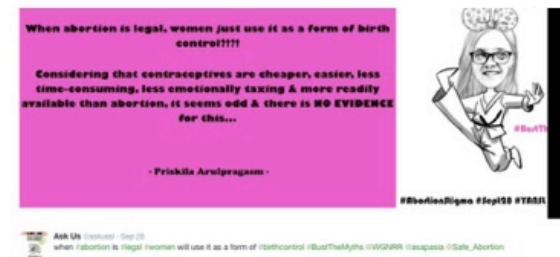 When abortion is legal, women just use it as a form of birth
control????
Considering that contraceptives are cheaper, easier, less
time-consuming, less emotionally taxing & more readily
available than abortion, it seems odd & there is NO EVIDENCE
for this...
- Priskila Arulpragasm -
#BustTh
#AbortionStigma #Sept28
Ask Us Sep 28
when #abortion is #legal #women will use it as a form of #birthcontrol #BustTheMyths @WGNRR @asapasia @Safe_Abortion